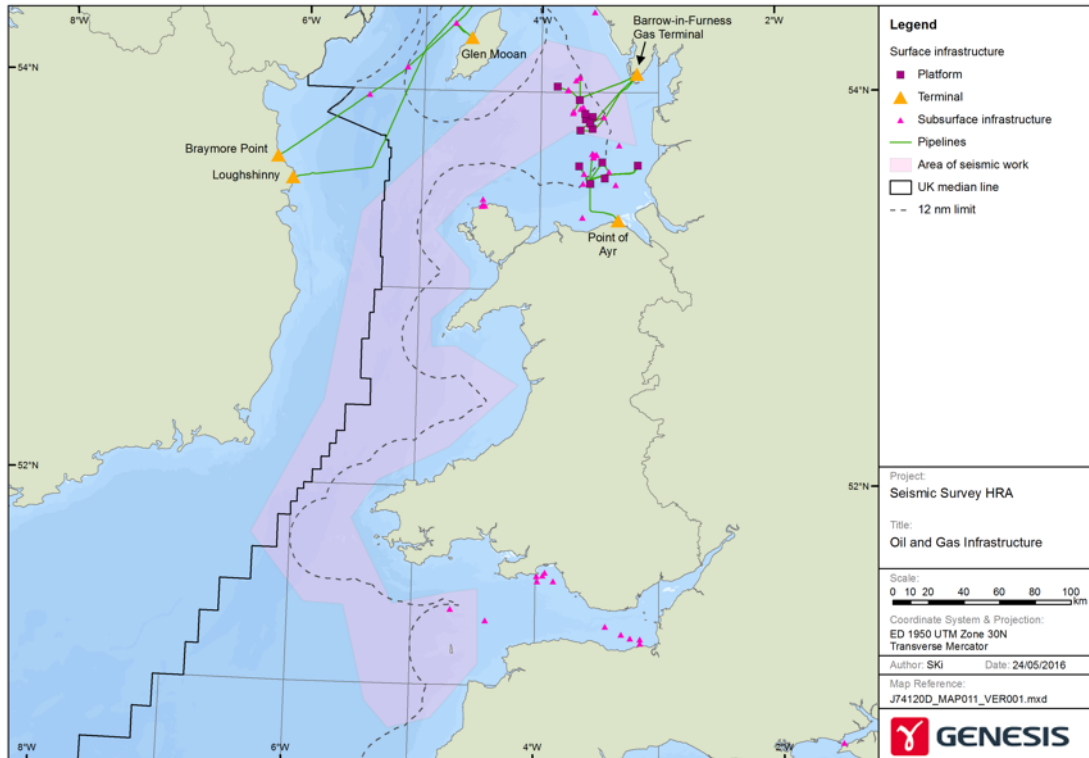 8°W
6°W
4°W
2°W
54°N
54°N
Barrow-in-Furness
Gas Terminal
Glen Mooan
Braymore Point
Loughshinny
Point of
Ayr
52°N
52°N
8°W
6°W
4°W
Legend
Surface infrastructure
Platform
Terminal
Subsurface infrastructure
Pipelines
Area of seismic work
UK median line
12 nm limit
Project:
Seismic Survey HRA
Title:
Oil and Gas Infrastructure
Scale:
0 10 20 40 60 80 100
km
Coordinate System & Projection:
ED 1950 UTM Zone 30N
Transverse Mercator
Author: SKi Date: 24/05/2016
Map Reference:
J74120D_MAP011_VER001.mxd
GENESIS